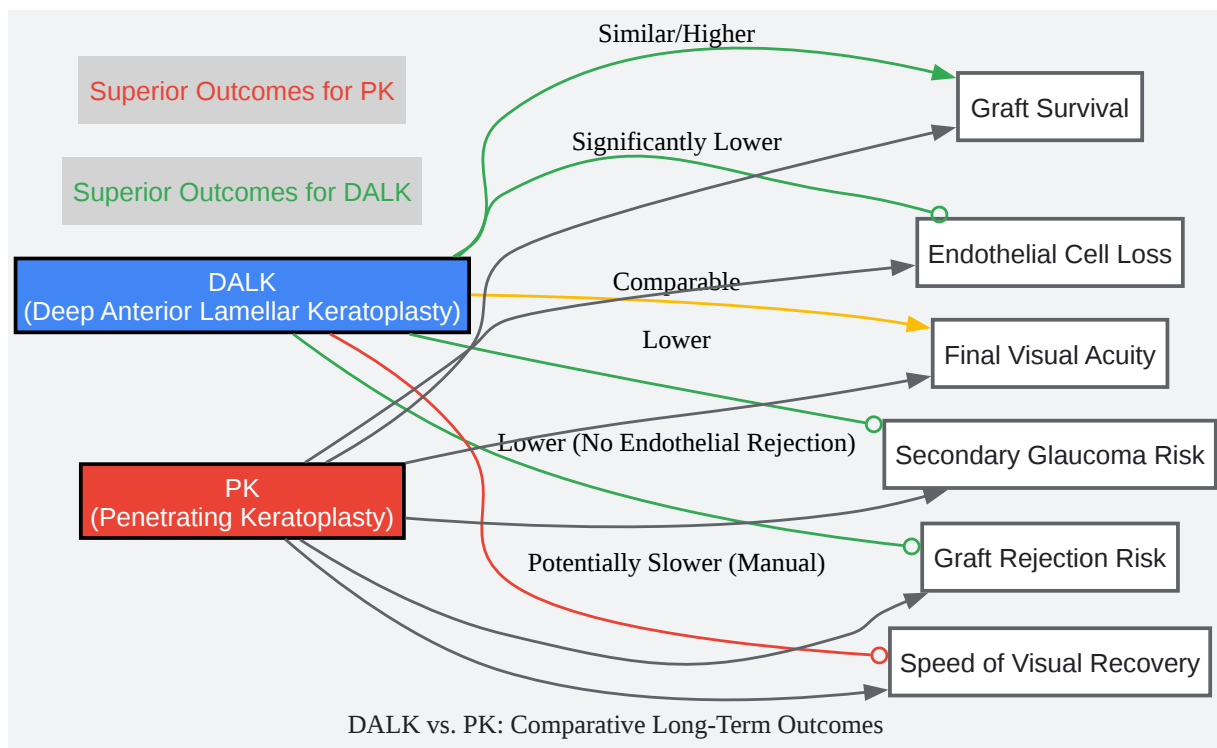 Similar/Higher
Superior Outcomes for PK
Graft Survival
Significantly Lower
Superior Outcomes for DALK
Endothelial Cell Loss
DALK
(Deep Anterior Lamellar Keratoplasty)
Comparable
Lower
Final Visual Acuity
Lower (No Endothelial Rejection)
Secondary Glaucoma Risk
PK
(Penetrating Keratoplasty)
Potentially Slower (Manual)
Graft Rejection Risk
Speed of Visual Recovery
DALK vs. PK: Comparative Long-Term Outcomes